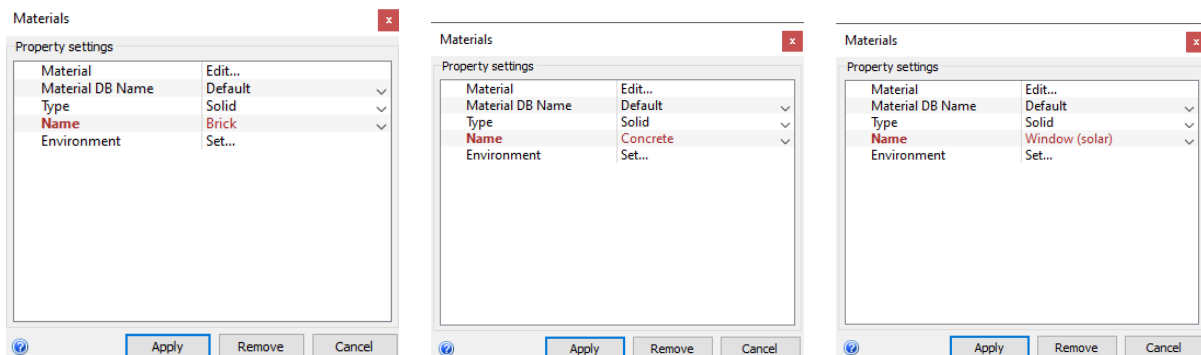 Materials
Property settings
Material Edit...
Material DB Name Default
Type Solid
Name Brick
Environment Set...
Apply Remove Cancel
Materials
Property settings
Material Edit...
Material DB Name Default
Type Solid
Name Concrete
Environment Set...
Apply Remove Cancel
Materials
Property settings
Material Edit...
Material DB Name Default
Type Solid
Name Window (solar)
Environment Set...
Apply Remove Cancel